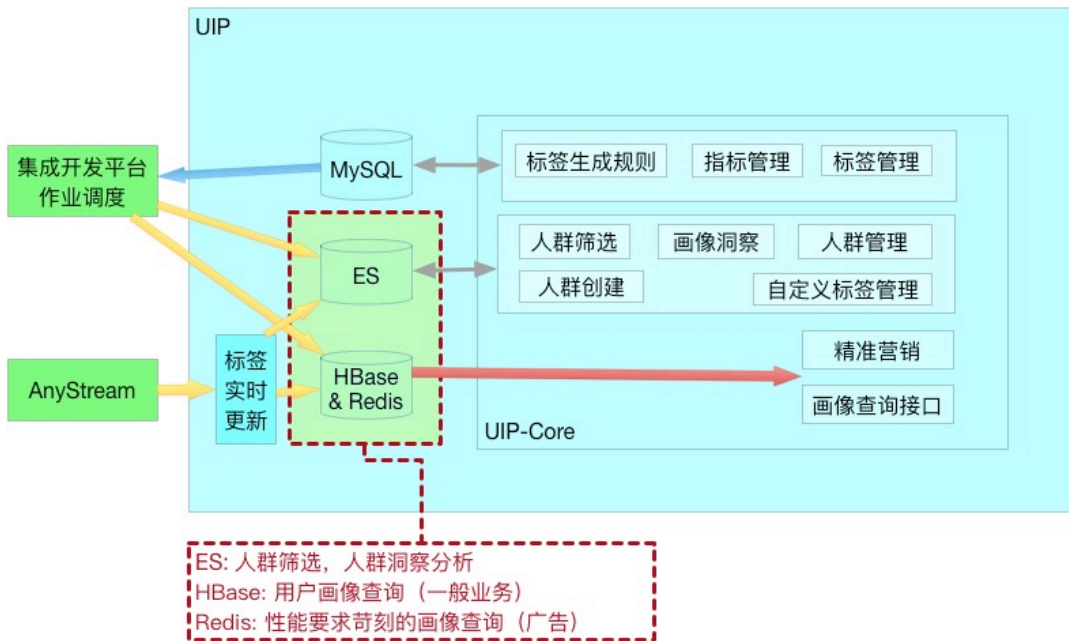 UIP
集成开发平台
作业调度
MySQL
标签生成规则
指标管理
标签管理
ES
人群筛选
画像洞察
人群管理
人群创建
自定义标签管理
AnyStream
标签
实时
更新
HBase
& Redis
精准营销
画像查询接口
UIP-Core
ES: 人群筛选，人群洞察分析
HBase: 用户画像查询（一般业务）
Redis: 性能要求苛刻的画像查询（广告）